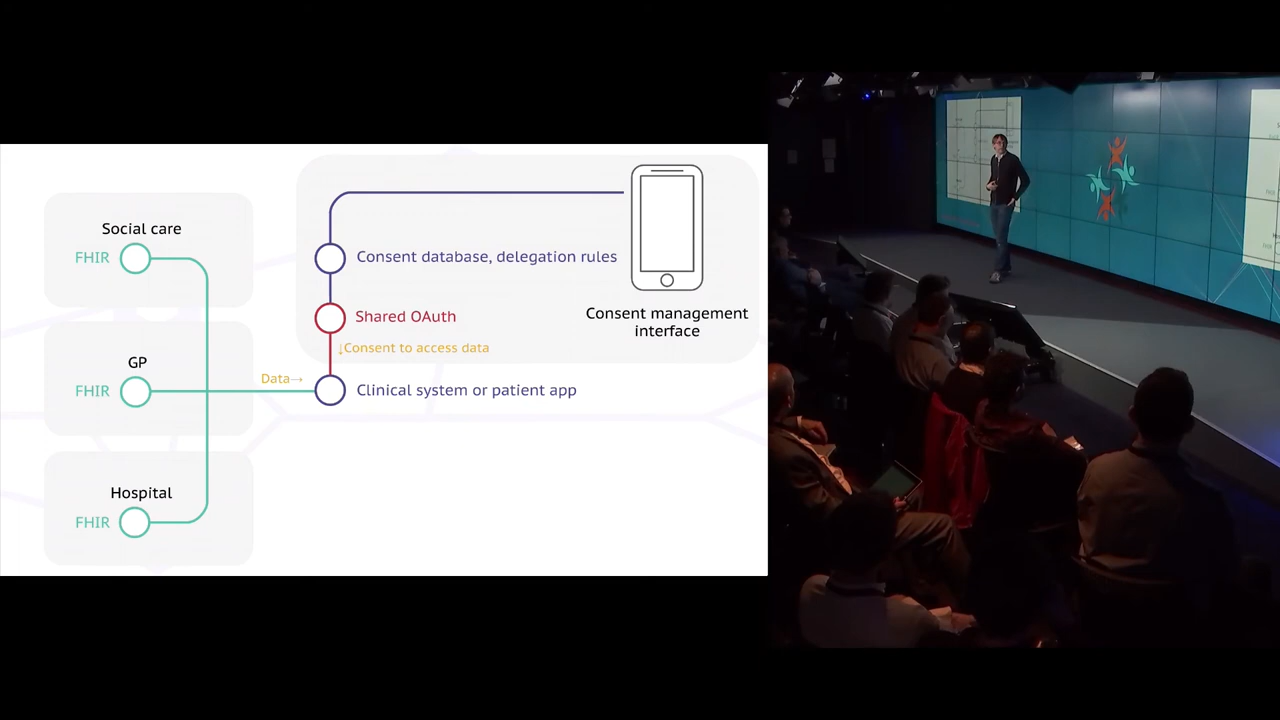 Social care
FHIR
GP
FHIR
Hospital
FHIR
Data→
Consent database, delegation rules
Shared OAuth
↓Consent to access data
Clinical system or patient app
Consent management
interface